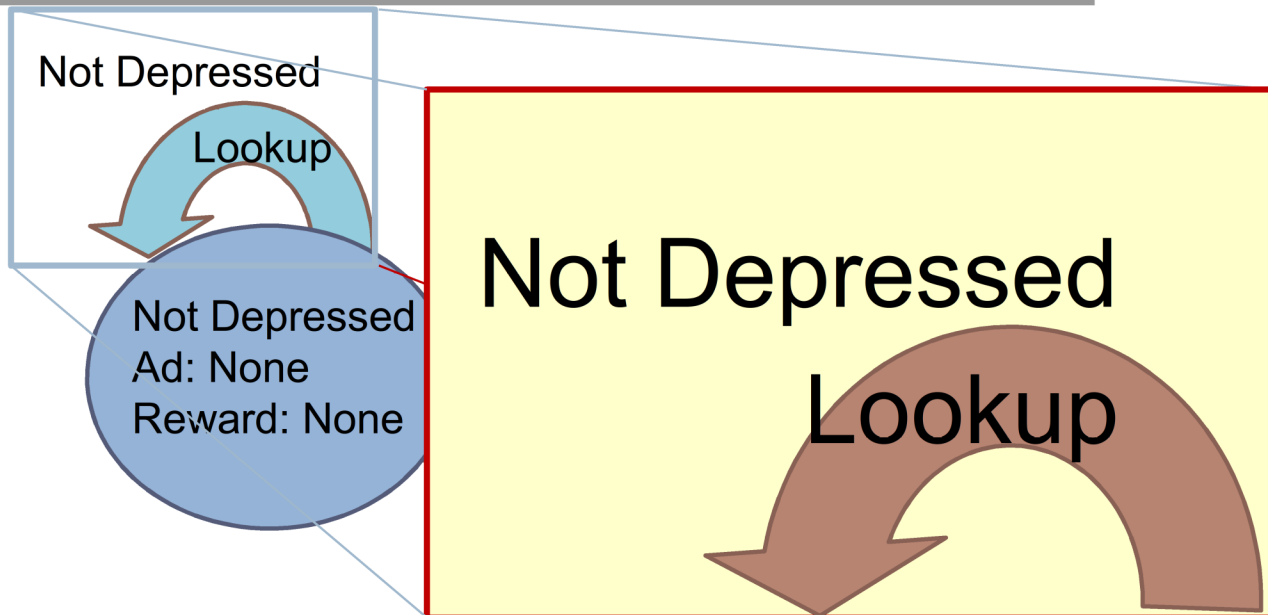 Not Depressed
Lookup
Not Depressed
Ad: None
Reward: None
Not Depressed
Lookup